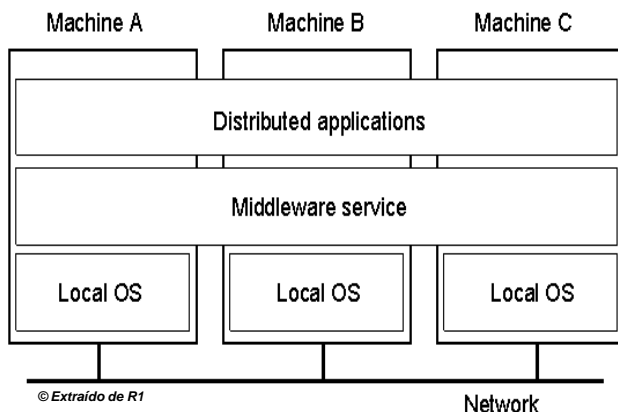 Machine A Machine B Machine C
Distributed applications
Middleware service
Local OS Local OS Local OS
© Extraído de R1
Network